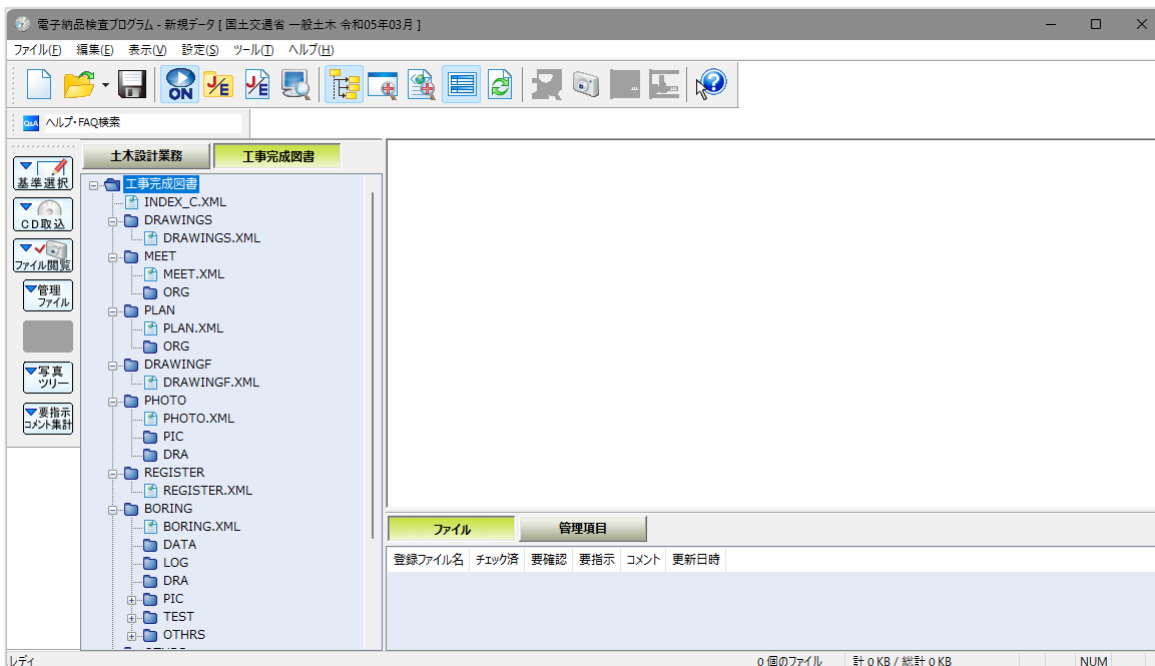 電子納品検査プログラム - 新規データ [ 国土交通省 一般土木 令和05年03月 ]
ファイル(F) 編集(E) 表示(V) 設定(S) ツール(T) ヘルプ(H)
ON J/E J/E
Q&A ヘルプ・FAQ検索
基準選択
CD取込
ファイル閲覧
管理
ファイル
写真
ツリー
要指示
コメント集計
土木設計業務 工事完成図書
工事完成図書
INDEX_C.XML
DRAWINGS
DRAWINGS.XML
MEET
MEET.XML
ORG
PLAN
PLAN.XML
ORG
DRAWINGF
DRAWINGF.XML
PHOTO
PHOTO.XML
PIC
DRA
REGISTER
REGISTER.XML
BORING
BORING.XML
DATA
LOG
DRA
PIC
TEST
OTHRS
ファイル 管理項目
登録ファイル名 チェック済 要確認 要指示 コメント 更新日時
レディ 0 個のファイル 計 0 KB / 総計 0 KB NUM